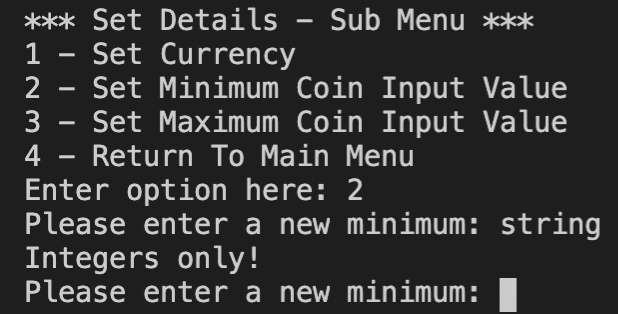 *** Set Details – Sub Menu ***
1 – Set Currency
2 – Set Minimum Coin Input Value
3 – Set Maximum Coin Input Value
4 – Return To Main Menu
Enter option here: 2
Please enter a new minimum: string
Integers only!
Please enter a new minimum: